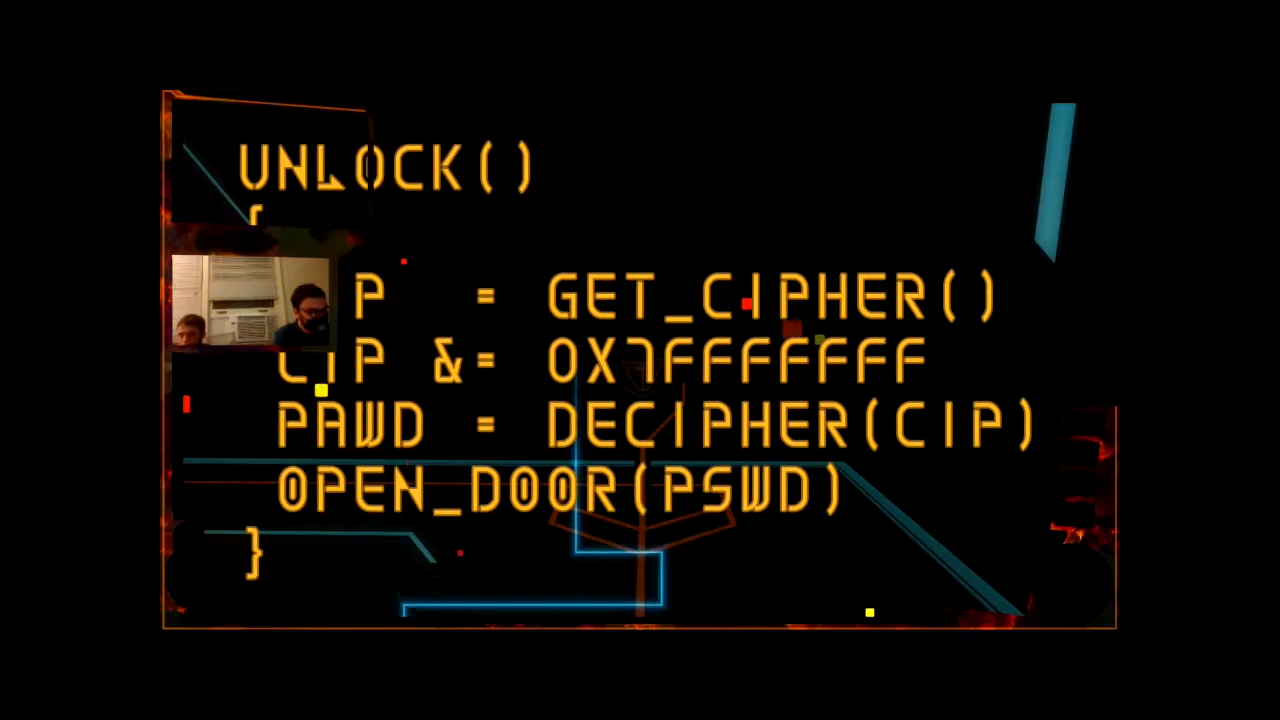 UNLOCK()
{
P = GET_CIPHER()
CIP &= 0X7FFFFFFF
PAWD = DECIPHER(CIP)
OPEN_DOOR(PSWD)
}